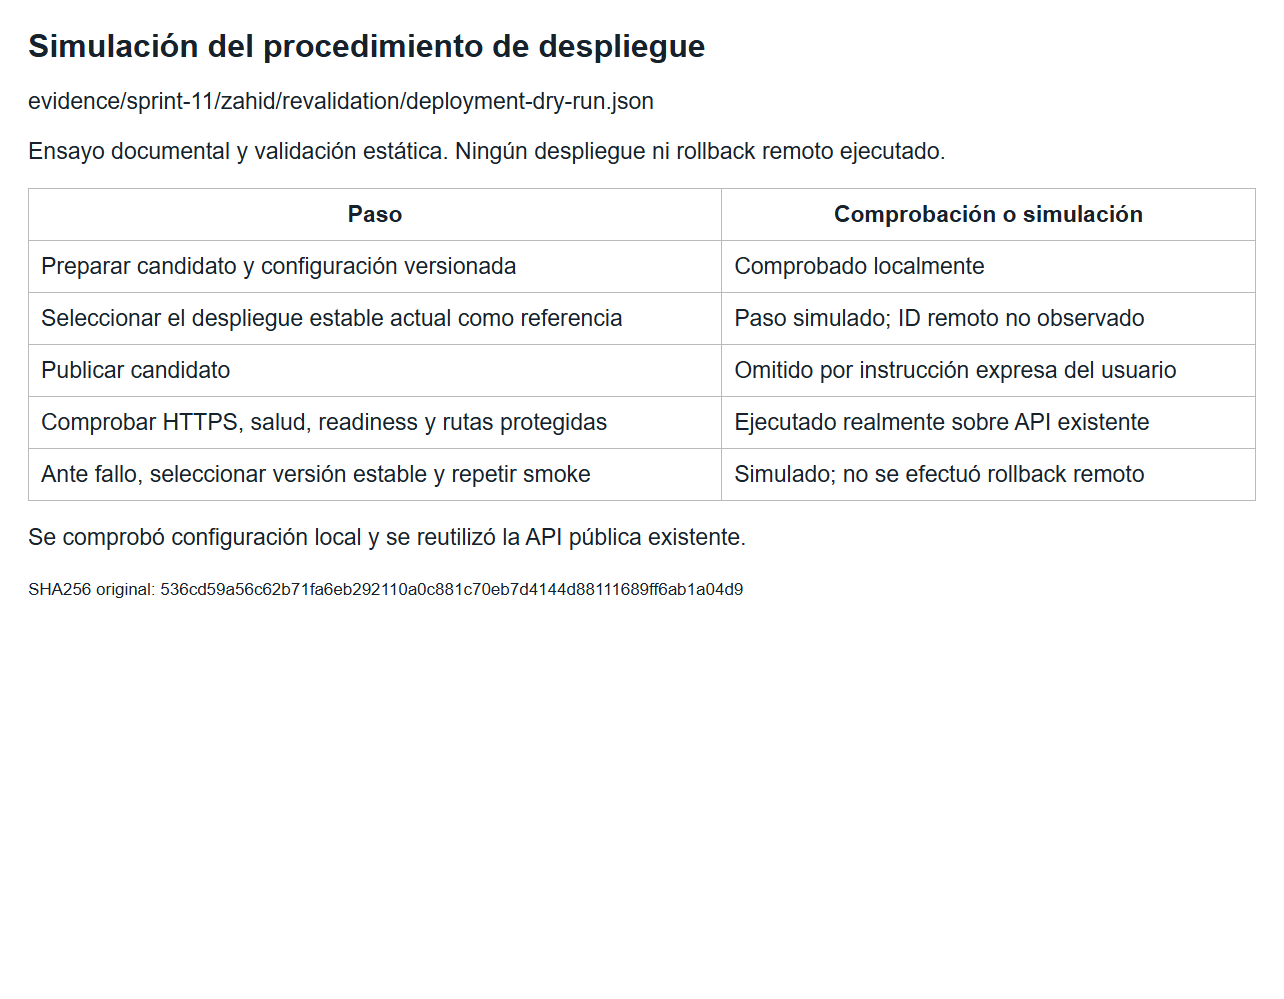 Simulación del procedimiento de despliegue
evidence/sprint-11/zahid/revalidation/deployment-dry-run.json
Ensayo documental y validación estática. Ningún despliegue ni rollback remoto ejecutado.
Paso Comprobación o simulación
Preparar candidato y configuración versionada Comprobado localmente
Seleccionar el despliegue estable actual como referencia Paso simulado; ID remoto no observado
Publicar candidato Omitido por instrucción expresa del usuario
Comprobar HTTPS, salud, readiness y rutas protegidas Ejecutado realmente sobre API existente
Ante fallo, seleccionar versión estable y repetir smoke Simulado; no se efectuó rollback remoto
Se comprobó configuración local y se reutilizó la API pública existente.
SHA256 original: 536cd59a56c62b71fa6eb292110a0c881c70eb7d4144d88111689ff6ab1a04d9